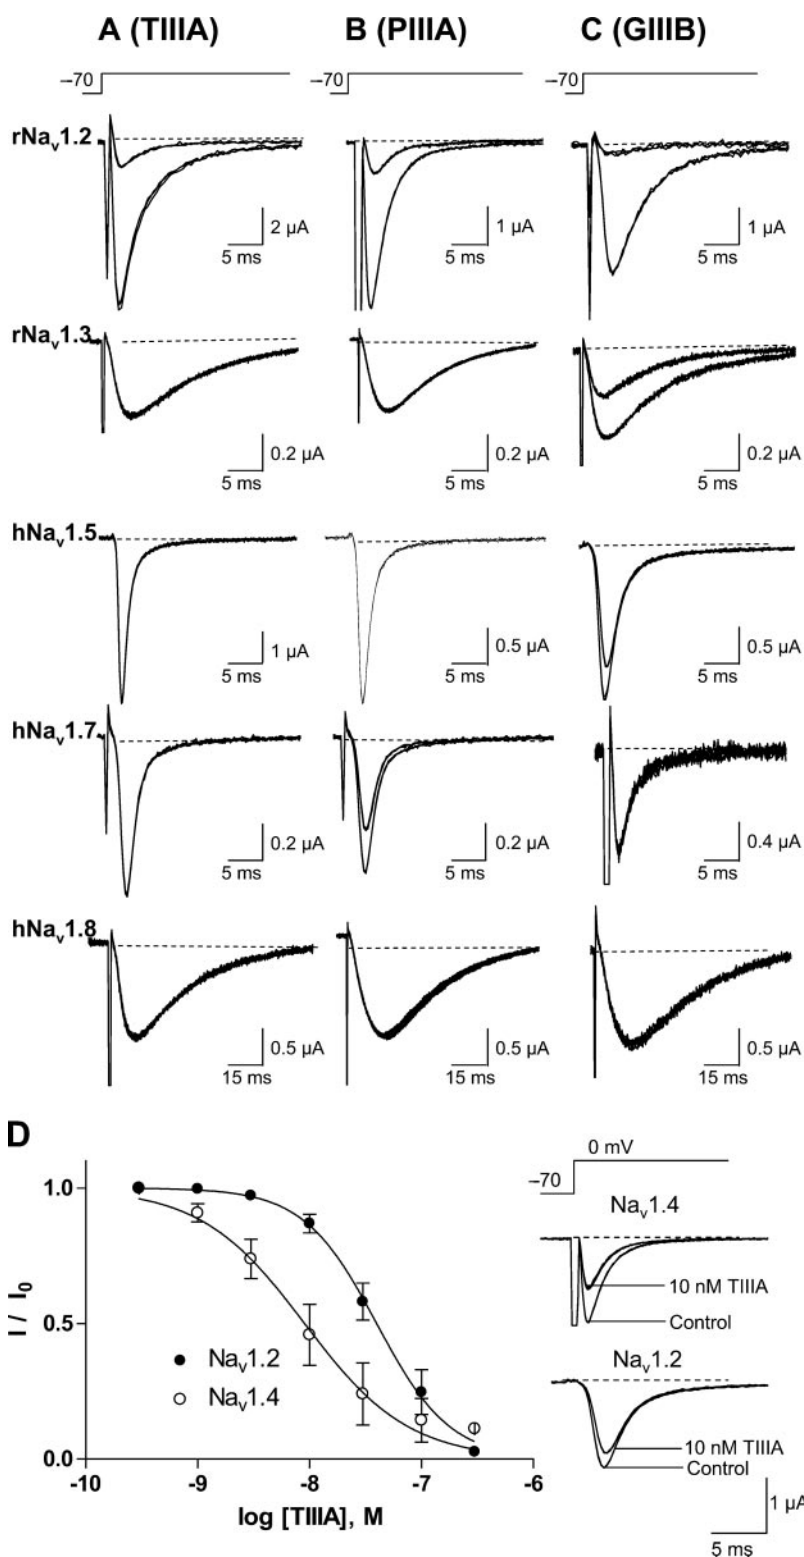 A (TIIIA) B (PIIIA) C (GIIIB)
–70 –70 –70
rNav1.2
2 µA 1 µA 1 µA
5 ms 5 ms 5 ms
rNav1.3
0.2 µA 0.2 µA 0.2 µA
5 ms 5 ms 5 ms
hNav1.5
1 µA 0.5 µA 0.5 µA
5 ms 5 ms 5 ms
hNav1.7
0.2 µA 0.2 µA 0.4 µA
5 ms 5 ms 5 ms
hNav1.8
0.5 µA 0.5 µA 0.5 µA
15 ms 15 ms 15 ms
D
1.0
0.5
0.0
I / I0
Nav1.2
Nav1.4
-10 -9 -8 -7 -6
log [TIIIA], M
0 mV
–70
Nav1.4
10 nM TIIIA
Control
Nav1.2
10 nM TIIIA
Control
1 µA
5 ms